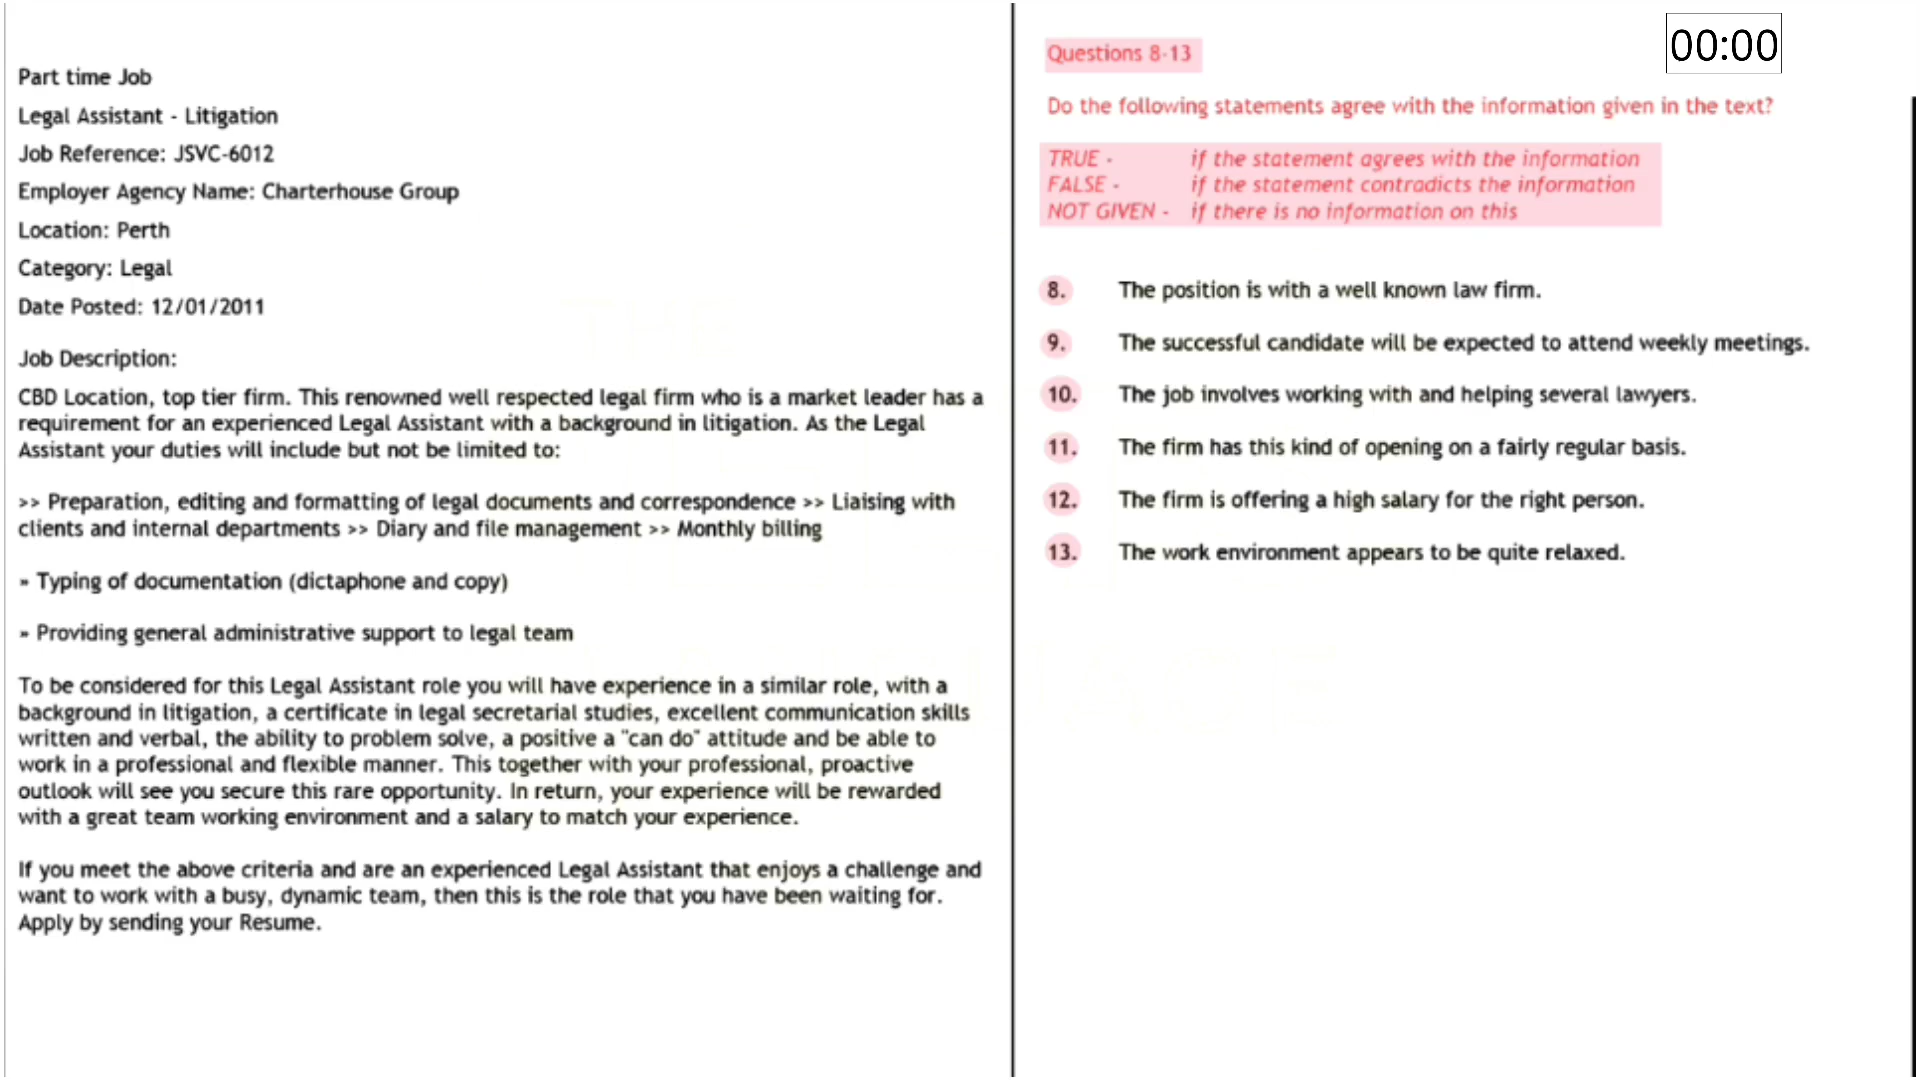 Part time Job
Legal Assistant - Litigation
Job Reference: JSVC-6012
Employer Agency Name: Charterhouse Group
Location: Perth
Category: Legal
Date Posted: 12/01/2011
Job Description:
CBD Location, top tier firm. This renowned well respected legal firm who is a market leader has a
requirement for an experienced Legal Assistant with a background in litigation. As the Legal
Assistant your duties will include but not be limited to:
>> Preparation, editing and formatting of legal documents and correspondence >> Liaising with
clients and internal departments >> Diary and file management >> Monthly billing
» Typing of documentation (dictaphone and copy)
» Providing general administrative support to legal team
To be considered for this Legal Assistant role you will have experience in a similar role, with a
background in litigation, a certificate in legal secretarial studies, excellent communication skills
written and verbal, the ability to problem solve, a positive a "can do" attitude and be able to
work in a professional and flexible manner. This together with your professional, proactive
outlook will see you secure this rare opportunity. In return, your experience will be rewarded
with a great team working environment and a salary to match your experience.
If you meet the above criteria and are an experienced Legal Assistant that enjoys a challenge and
want to work with a busy, dynamic team, then this is the role that you have been waiting for.
Apply by sending your Resume.
00:00
Questions 8-13
Do the following statements agree with the information given in the text?
TRUE - if the statement agrees with the information
FALSE - if the statement contradicts the information
NOT GIVEN - if there is no information on this
8. The position is with a well known law firm.
9. The successful candidate will be expected to attend weekly meetings.
10. The job involves working with and helping several lawyers.
11. The firm has this kind of opening on a fairly regular basis.
12. The firm is offering a high salary for the right person.
13. The work environment appears to be quite relaxed.